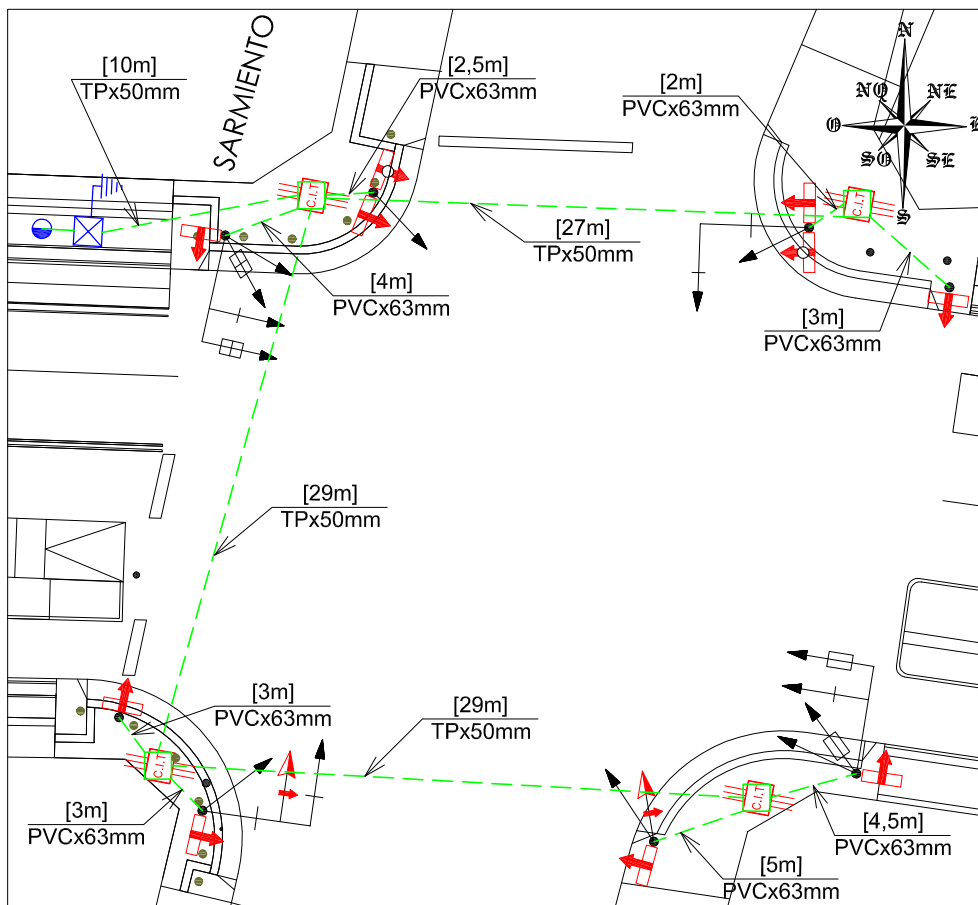 SARMIENTO
[10m]
TPx50mm
[2,5m]
PVCx63mm
[2m]
PVCx63mm
N
NO
NE
O
E
SO
SE
S
C.I.T
C.I.T
[27m]
TPx50mm
[4m]
PVCx63mm
[3m]
PVCx63mm
[29m]
TPx50mm
[3m]
PVCx63mm
[29m]
TPx50mm
C.I.T
C.I.T
[3m]
PVCx63mm
[4,5m]
PVCx63mm
[5m]
PVCx63mm